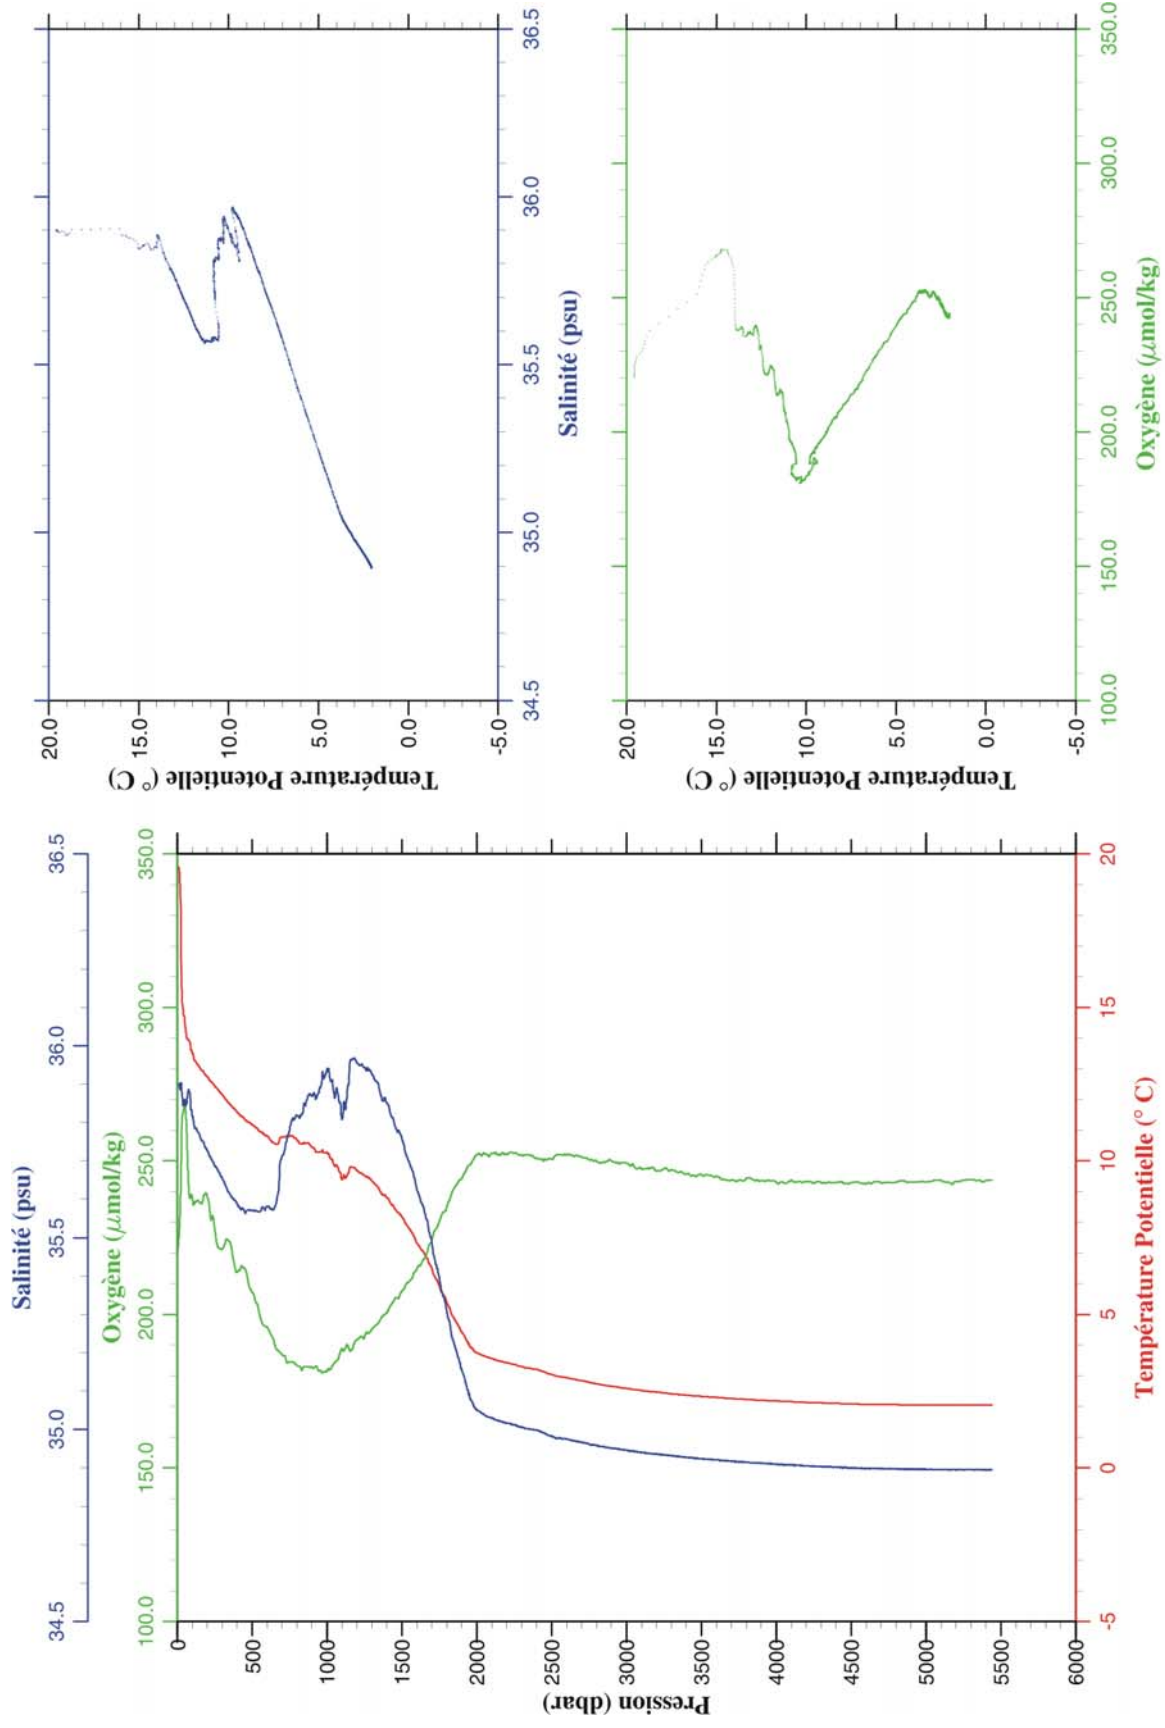 Salinité (psu)
34.5 35.0 35.5 36.0 36.5
Oxygène (μmol/kg)
100.0 150.0 200.0 250.0 300.0 350.0
Pression (dbar)
0
500
1000
1500
2000
2500
3000
3500
4000
4500
5000
5500
6000
-5 0 5 10 15 20
Température Potentielle (° C)
Température Potentielle (° C)
20.0
15.0
10.0
5.0
0.0
-5.0
34.5 35.0 35.5 36.0 36.5
Salinité (psu)
Température Potentielle (° C)
20.0
15.0
10.0
5.0
0.0
-5.0
100.0 150.0 200.0 250.0 300.0 350.0
Oxygène (μmol/kg)